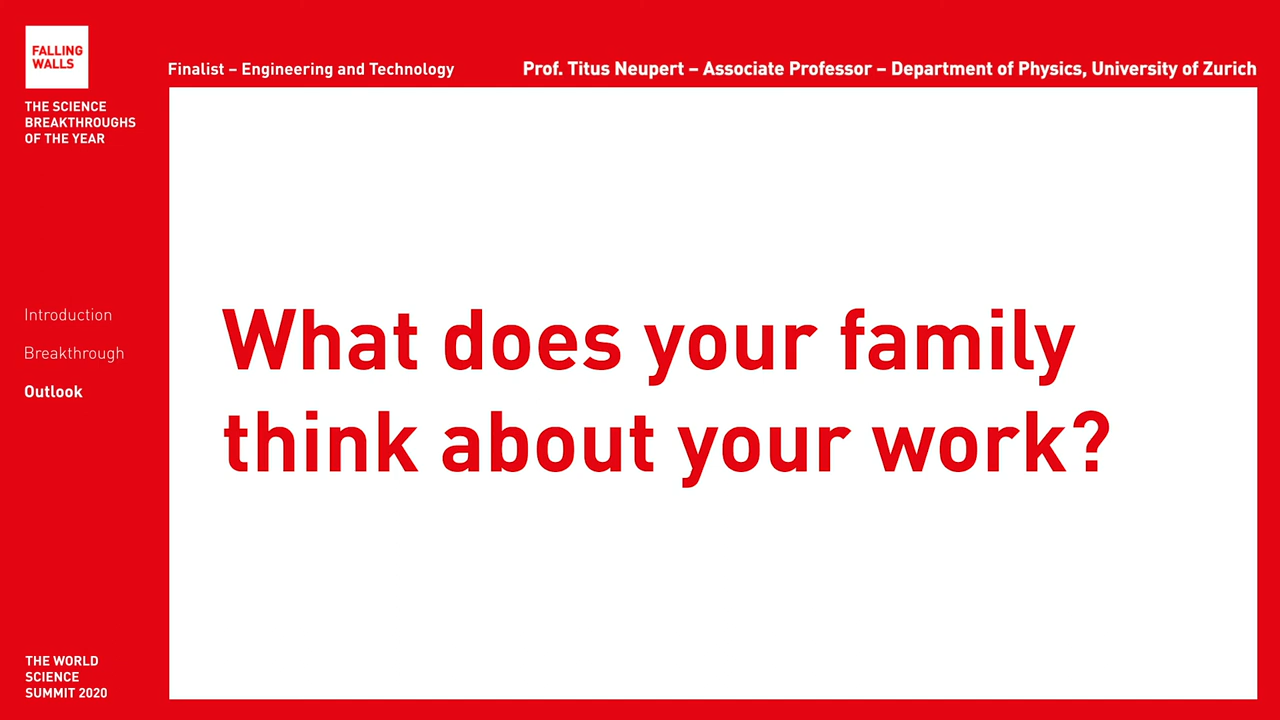 FALLING
WALLS
THE SCIENCE
BREAKTHROUGHS
OF THE YEAR
Finalist – Engineering and Technology
Prof. Titus Neupert – Associate Professor – Department of Physics, University of Zurich
Introduction
Breakthrough
Outlook
What does your family
think about your work?
THE WORLD
SCIENCE
SUMMIT 2020